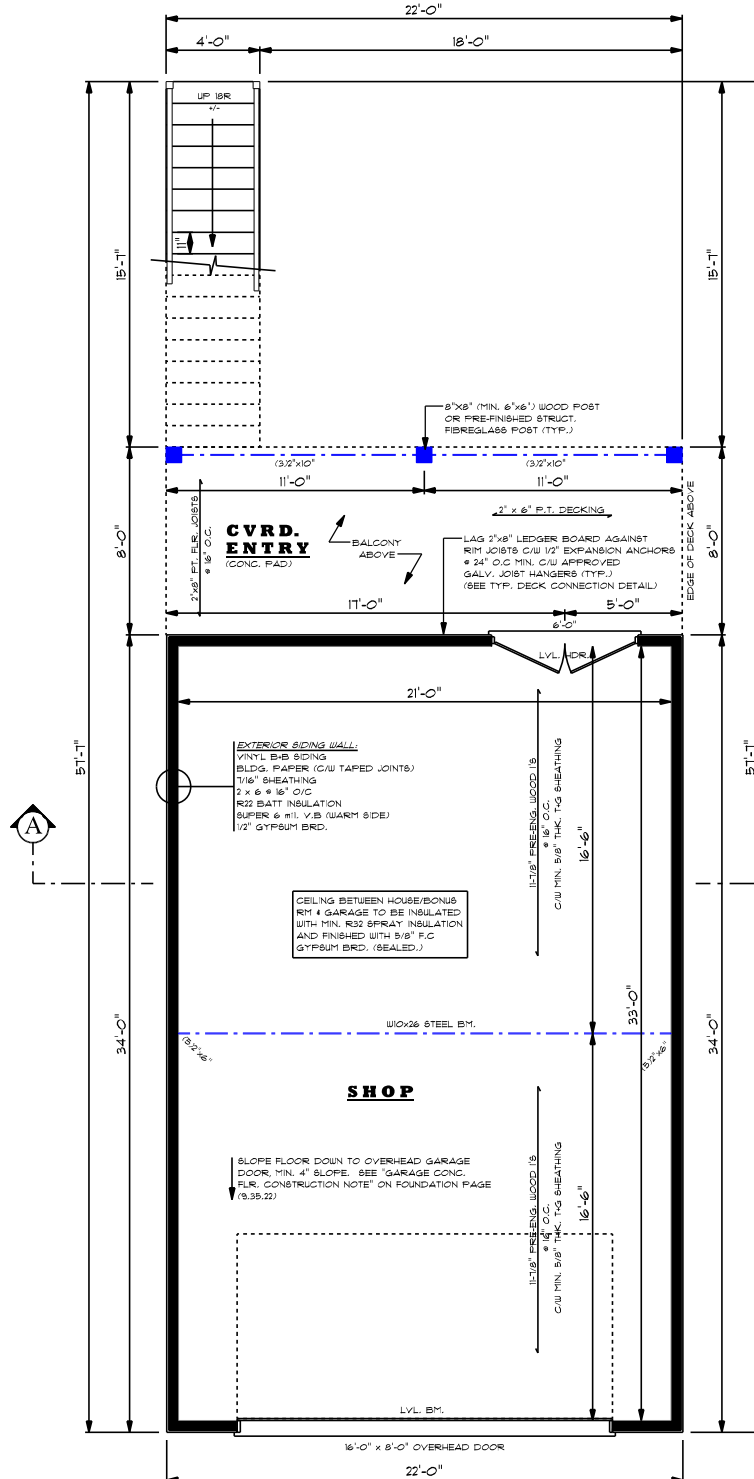 22'-0"
4'-0"
18'-0"
UP 18R
+/-
11"
15'-7"
15'-7"
8"X8" (MIN. 6"x6") WOOD POST
OR PRE-FINISHED STRUCT.
FIBREGLASS POST (TYP.)
(3/2"x10"
(3/2"x10"
11'-0"
11'-0"
2" x 6" P.T. DECKING
8'-0"
2"x8" PT. FLR. JOISTS
@ 16" O.C.
CVRD.
ENTRY
(CONC. PAD)
BALCONY
ABOVE
LAG 2"x8" LEDGER BOARD AGAINST
RIM JOISTS C/W 1/2" EXPANSION ANCHORS
@ 24" O.C MIN. C/W APPROVED
GALV. JOIST HANGERS (TYP.)
(SEE TYP. DECK CONNECTION DETAIL)
EDGE OF DECK ABOVE
8'-0"
17'-0"
5'-0"
6'-0"
LVL. HDR.
21'-0"
57'-7"
57'-7"
EXTERIOR SIDING WALL:
VINYL B+B SIDING
BLDG. PAPER (C/W TAPED JOINTS)
7/16" SHEATHING
2 x 6 @ 16" O/C
R22 BATT INSULATION
SUPER 6 mil. V.B (WARM SIDE)
1/2" GYPSUM BRD.
11-7/8" PRE-ENG. WOOD I'S
@ 16" O.C.
C/W MIN. 5/8" THK. T+G SHEATHING
16'-6"
A
CEILING BETWEEN HOUSE/BONUS
RM & GARAGE TO BE INSULATED
WITH MIN. R32 SPRAY INSULATION
AND FINISHED WITH 5/8" F.C
GYPSUM BRD. (SEALED.)
34'-0"
33'-0"
34'-0"
W10x26 STEEL BM.
(5/2"x6"
(5/2"x6"
SHOP
SLOPE FLOOR DOWN TO OVERHEAD GARAGE
DOOR, MIN. 4" SLOPE. SEE "GARAGE CONC.
FLR. CONSTRUCTION NOTE" ON FOUNDATION PAGE
(9.35.22)
11-7/8" PRE-ENG. WOOD I'S
@ 16" O.C.
C/W MIN. 5/8" THK. T+G SHEATHING
16'-6"
LVL. BM.
16'-0" x 8'-0" OVERHEAD DOOR
22'-0"